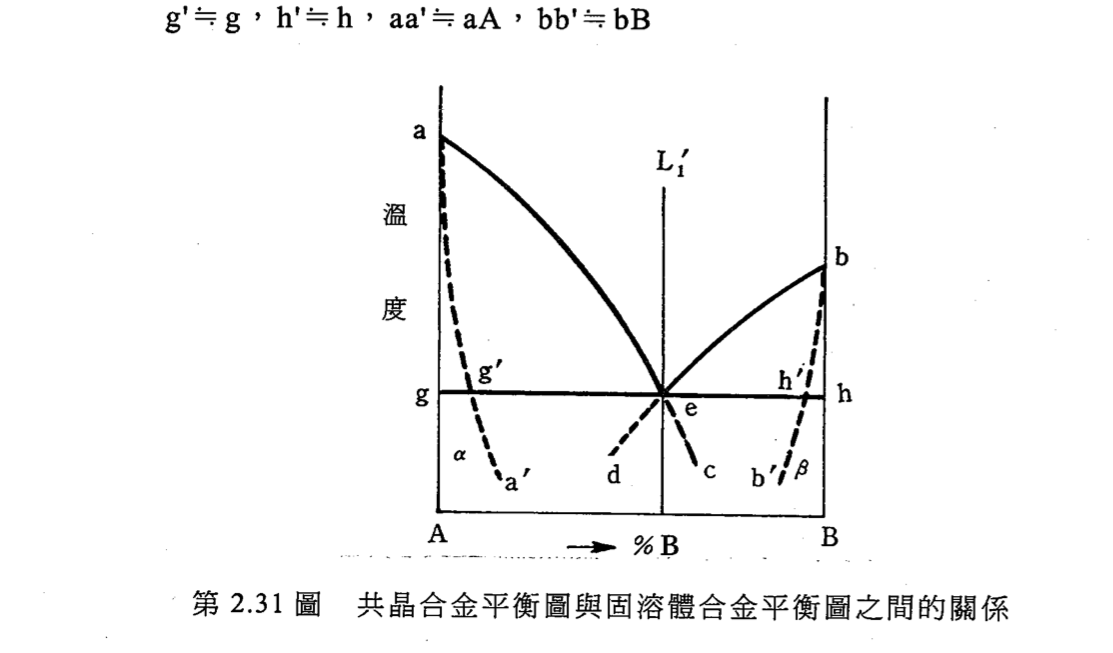 g'≒g，h'≒h，aa'≒aA，bb'≒bB
a
L₁'
溫
度
b
g
g'
e
h'
h
α
a'
d
c
b'
β
A
→ %B
B
第 2.31 圖　共晶合金平衡圖與固溶體合金平衡圖之間的關係